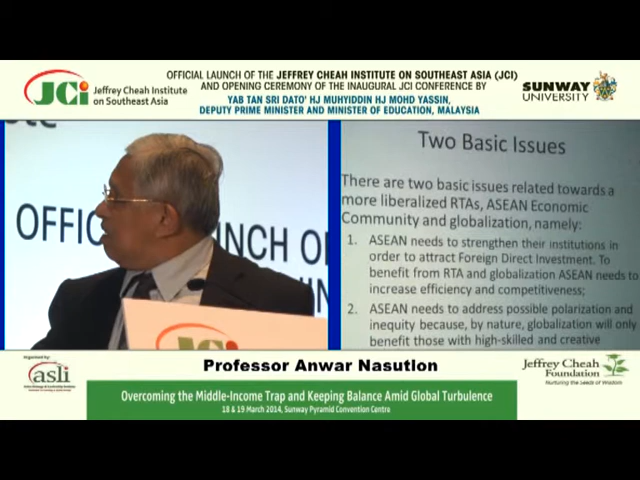 JCi
Jeffrey Cheah Institute
on Southeast Asia
OFFICIAL LAUNCH OF THE JEFFREY CHEAH INSTITUTE ON SOUTHEAST ASIA (JCI)
AND OPENING CEREMONY OF THE INAUGURAL JCI CONFERENCE BY
YAB TAN SRI DATO' HJ MUHYIDDIN HJ MOHD YASSIN,
DEPUTY PRIME MINISTER AND MINISTER OF EDUCATION, MALAYSIA
SUNWAY
UNIVERSITY
OFFIC
NCH OF
JCi
Two Basic Issues
There are two basic issues related towards a
more liberalized RTAs, ASEAN Economic
Community and globalization, namely:
1. ASEAN needs to strengthen their institutions in
order to attract Foreign Direct Investment. To
benefit from RTA and globalization ASEAN needs to
increase efficiency and competitiveness;
2. ASEAN needs to address possible polarization and
inequity because, by nature, globalization will only
benefit those with high-skilled and creative
Organised by:
asli
Professor Anwar Nasutlon
Jeffrey Cheah
Foundation
Nurturing the Seeds of Wisdom
Overcoming the Middle-Income Trap and Keeping Balance Amid Global Turbulence
18 & 19 March 2014, Sunway Pyramid Convention Centre